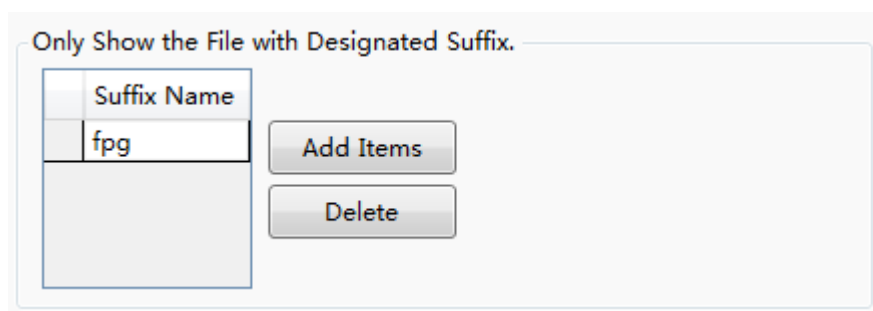 Only Show the File with Designated Suffix.
Suffix Name
fpg
Add Items
Delete